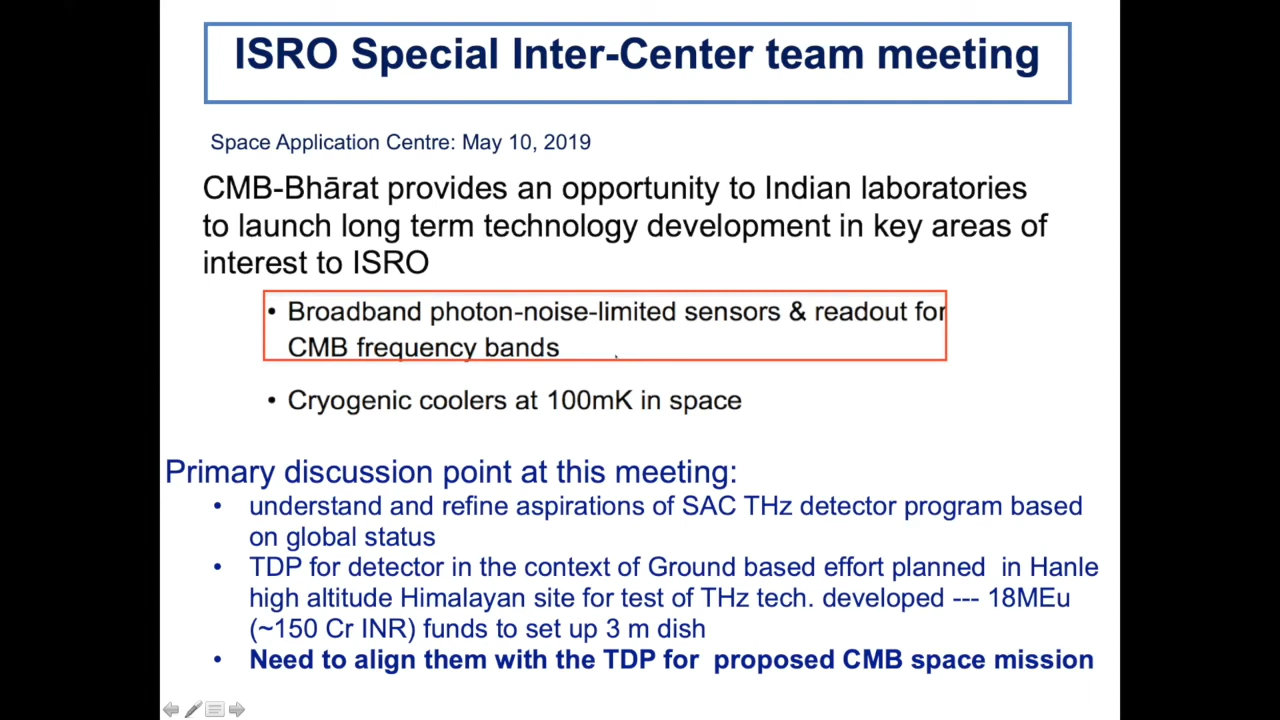 ISRO Special Inter-Center team meeting
Space Application Centre: May 10, 2019
CMB-Bhārat provides an opportunity to Indian laboratories
to launch long term technology development in key areas of
interest to ISRO
• Broadband photon-noise-limited sensors & readout for
CMB frequency bands
• Cryogenic coolers at 100mK in space
Primary discussion point at this meeting:
• understand and refine aspirations of SAC THz detector program based
on global status
• TDP for detector in the context of Ground based effort planned in Hanle
high altitude Himalayan site for test of THz tech. developed --- 18MEu
(~150 Cr INR) funds to set up 3 m dish
• Need to align them with the TDP for proposed CMB space mission